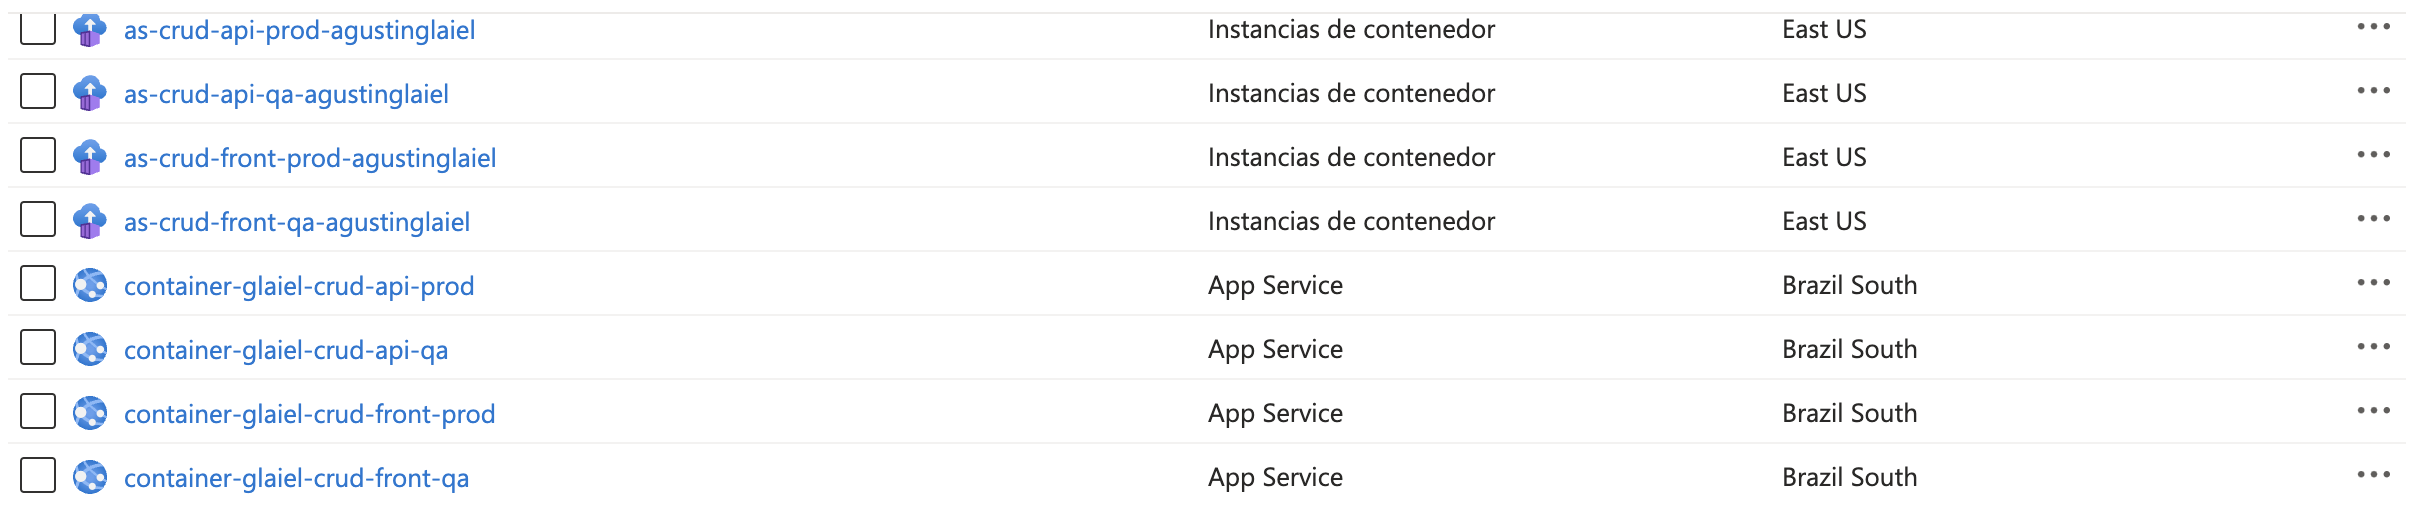 as-crud-api-prod-agustinglaiel Instancias de contenedor East US
as-crud-api-qa-agustinglaiel Instancias de contenedor East US
as-crud-front-prod-agustinglaiel Instancias de contenedor East US
as-crud-front-qa-agustinglaiel Instancias de contenedor East US
container-glaiel-crud-api-prod App Service Brazil South
container-glaiel-crud-api-qa App Service Brazil South
container-glaiel-crud-front-prod App Service Brazil South
container-glaiel-crud-front-qa App Service Brazil South